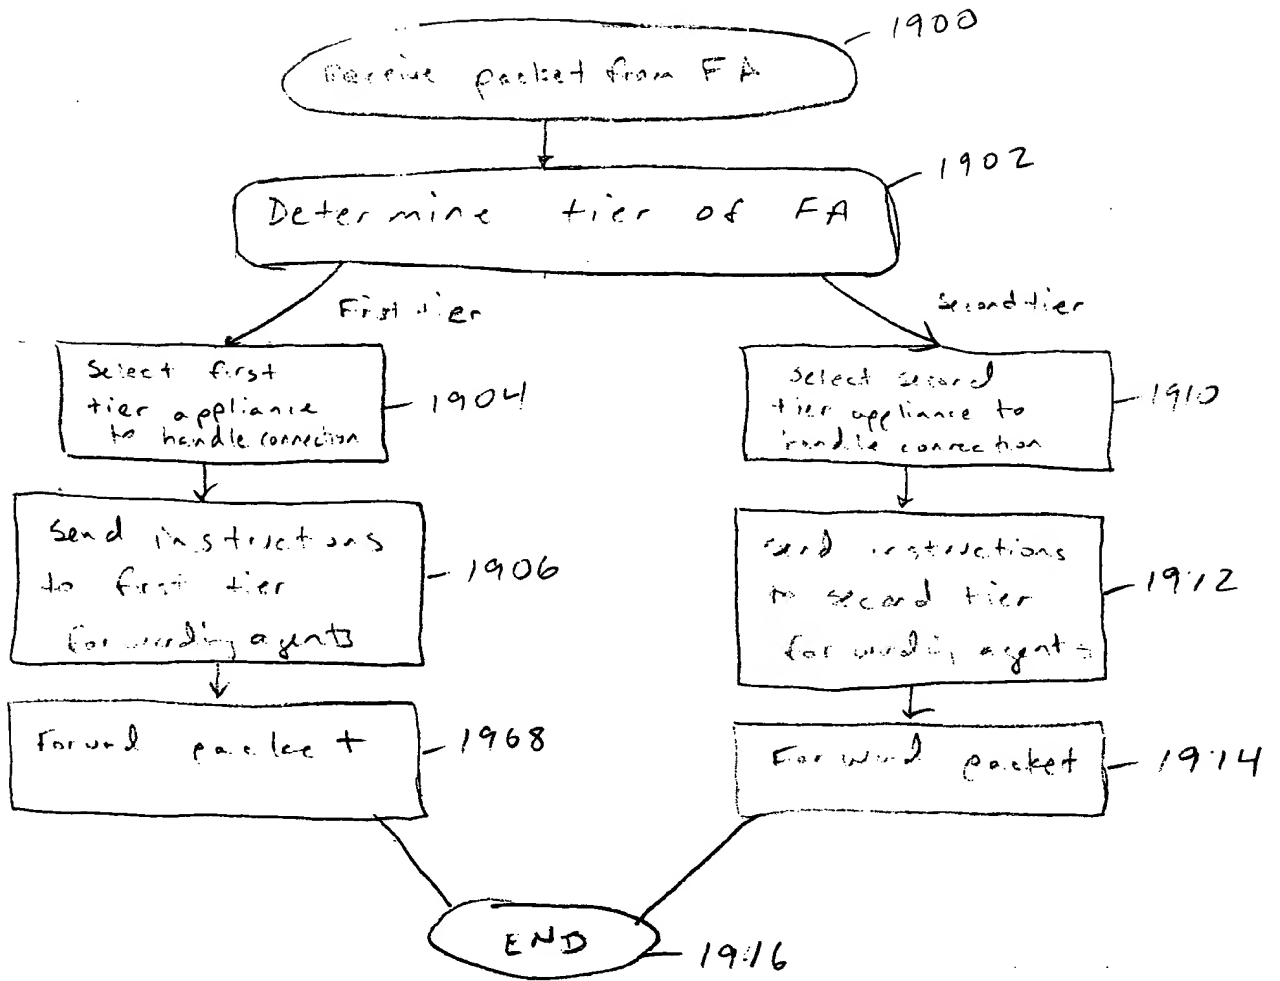 Receive packet from FA
1900
Determine tier of FA
1902
First tier
Second tier
Select first
tier appliance
to handle connection
1904
Select second
tier appliance to
handle connection
1910
Send instructions
to first tier
forwarding agents
1906
Send instructions
to second tier
forwarding agents
1912
Forward packet
1968
Forward packet
1914
END
1916